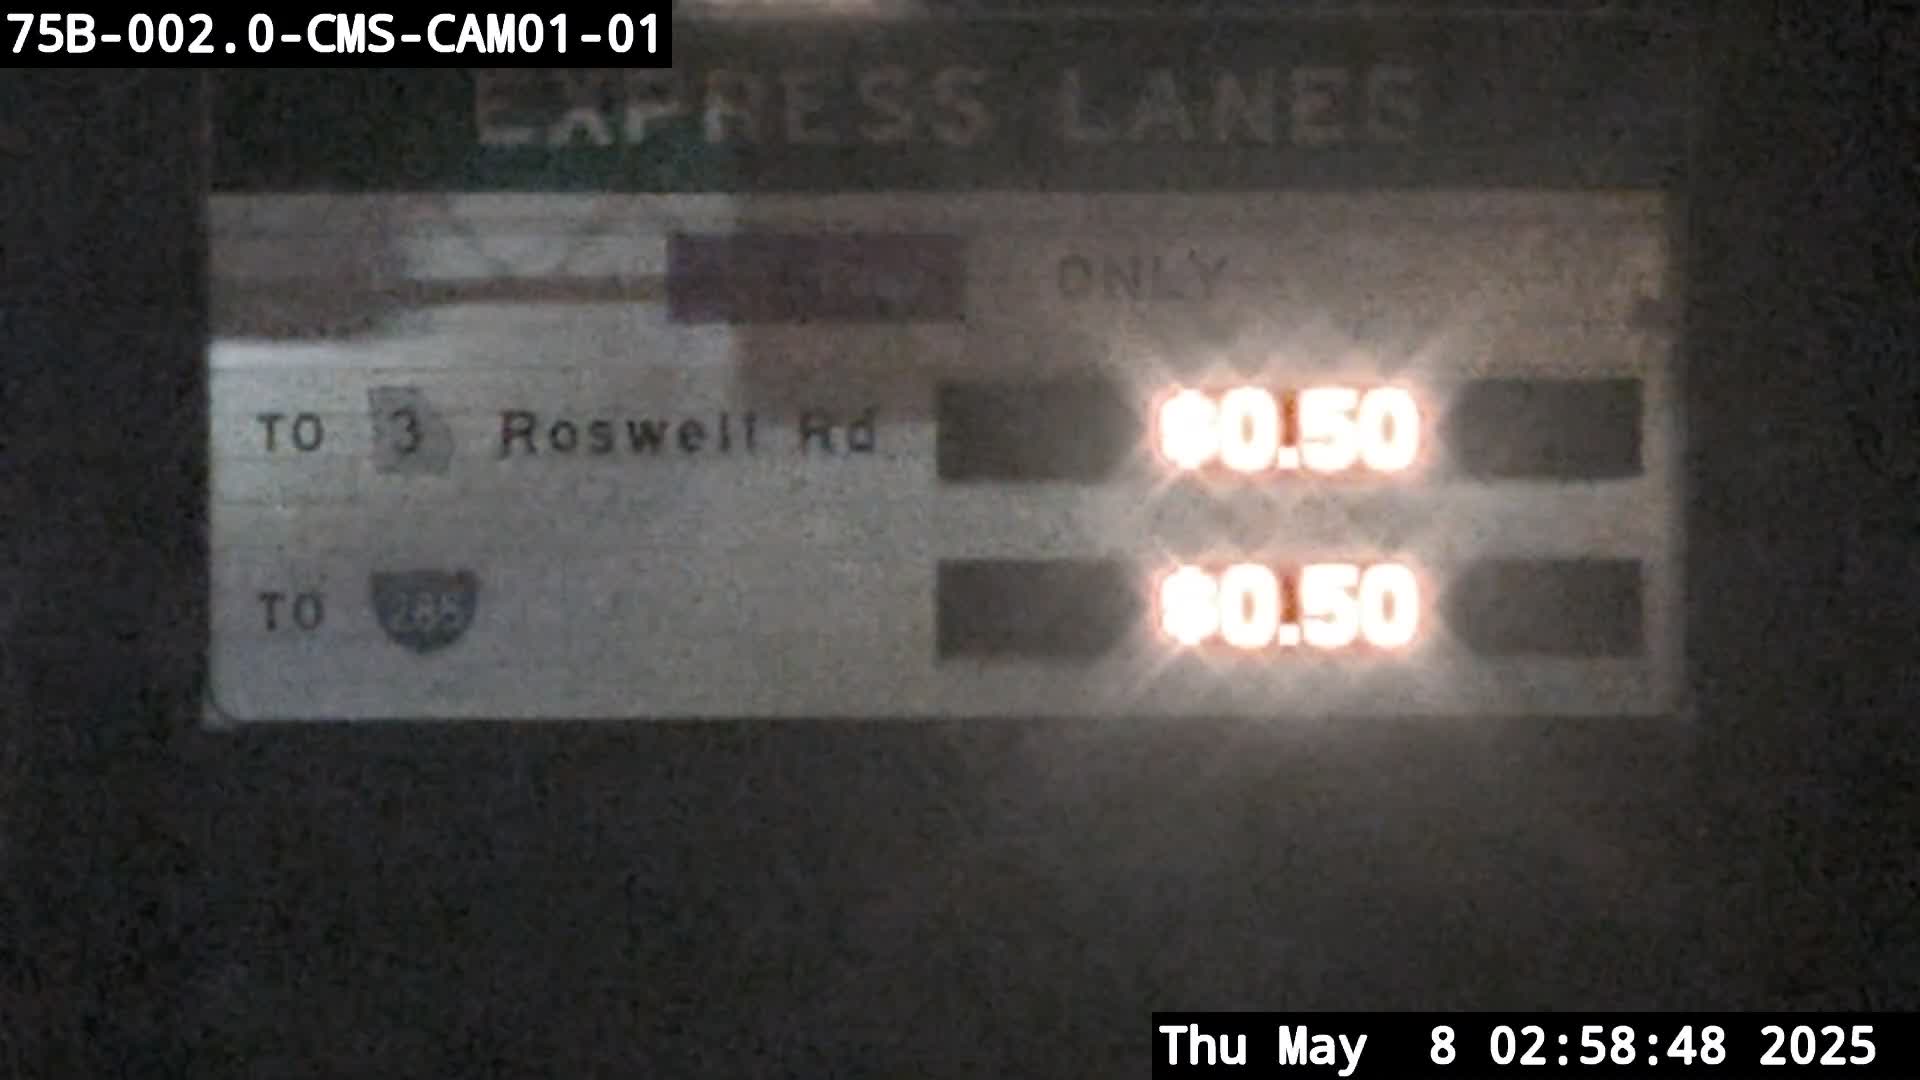 75B-002.0-CMS-CAM01-01
EXPRESS LANES
ONLY
TO 3 Roswell Rd $0.50
TO 285 $0.50
Thu May 8 02:58:48 2025